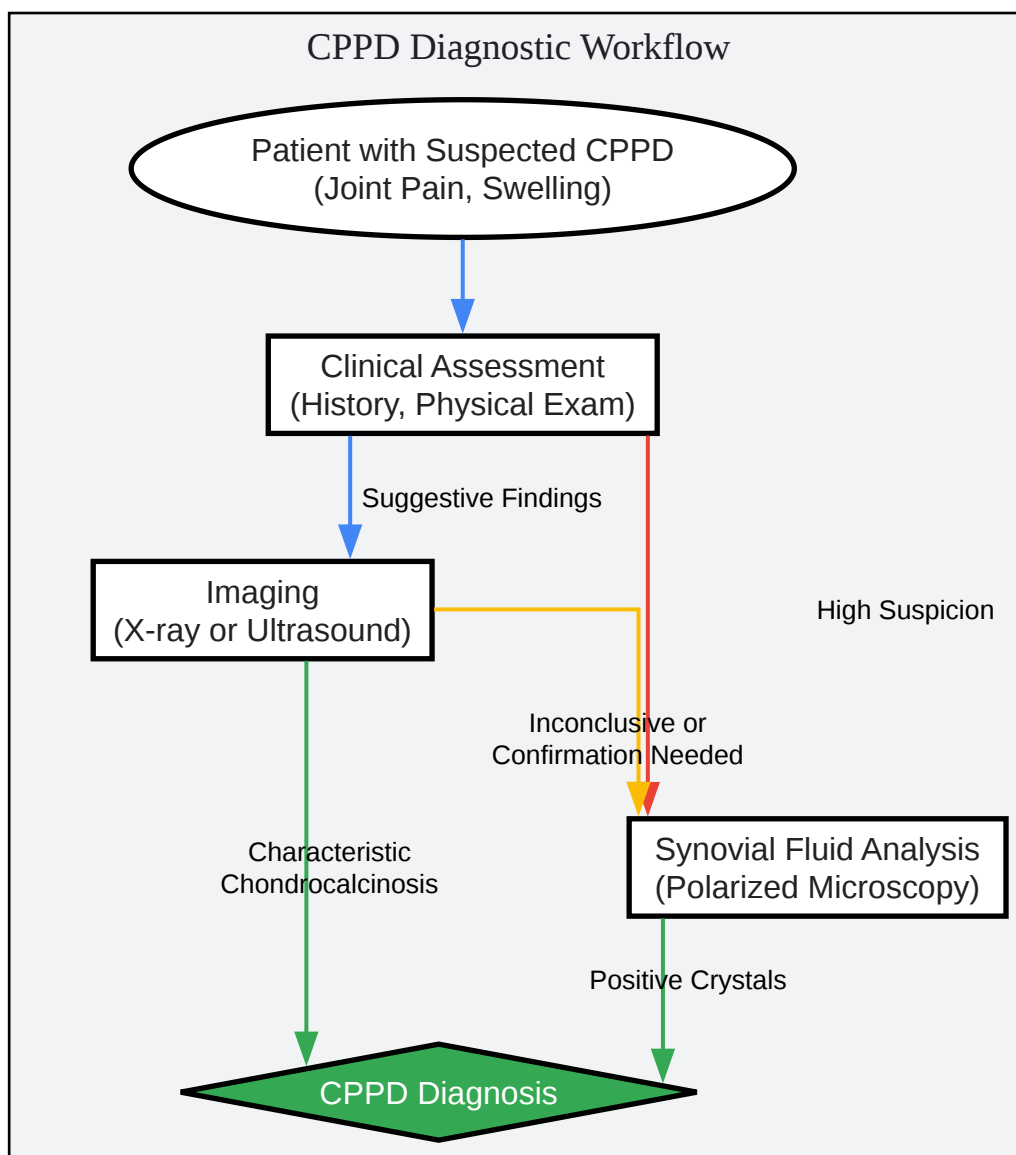 CPPD Diagnostic Workflow
Patient with Suspected CPPD
(Joint Pain, Swelling)
Clinical Assessment
(History, Physical Exam)
Suggestive Findings
Imaging
(X-ray or Ultrasound)
High Suspicion
Inconclusive or
Confirmation Needed
Characteristic
Chondrocalcinosis
Synovial Fluid Analysis
(Polarized Microscopy)
Positive Crystals
CPPD Diagnosis